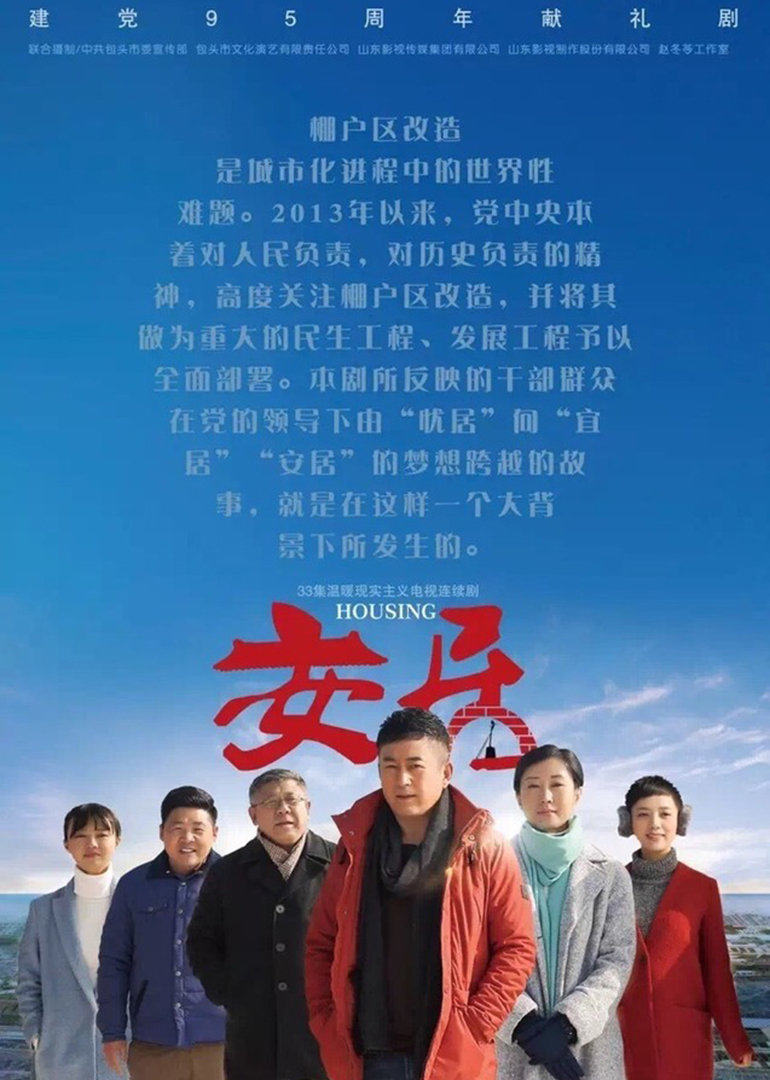 建党95周年献礼剧
联合摄制/中共包头市委宣传部 包头市文化演艺有限责任公司 山东影视传媒集团有限公司 山东影视制作股份有限公司 赵冬苓工作室
棚户区改造
是城市化进程中的世界性
难题。2013年以来，党中央本
着对人民负责，对历史负责的精
神，高度关注棚户区改造，并将其
做为重大的民生工程、发展工程予以
全面部署。本剧所反映的干部群众
在党的领导下由“忧居”向“宜
居”“安居”的梦想跨越的故
事，就是在这样一个大背
景下所发生的。
33集温暖现实主义电视连续剧
HOUSING
安居